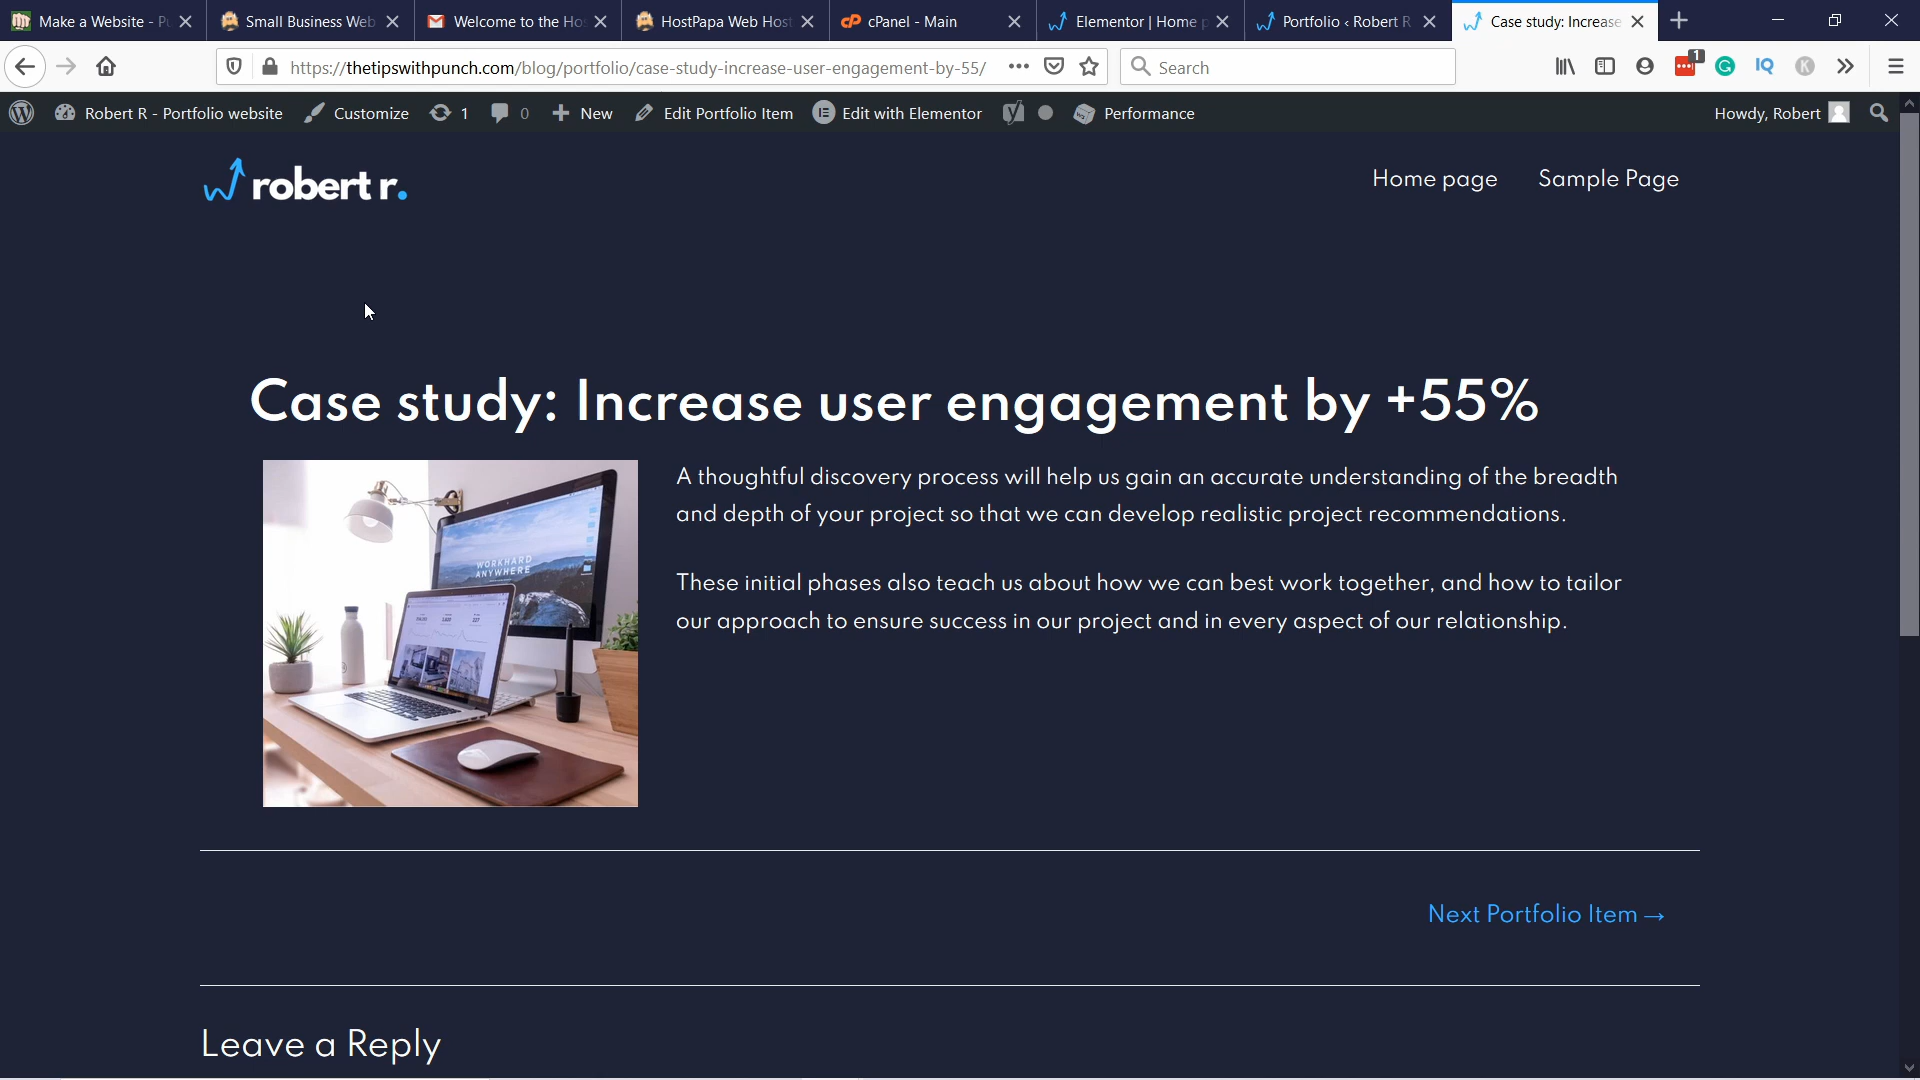 Make a Website - P
Small Business Web
Welcome to the Ho
HostPapa Web Host
cPanel - Main
Elementor | Home p
Portfolio ‹ Robert R
Case study: Increase
https://thetipswithpunch.com/blog/portfolio/case-study-increase-user-engagement-by-55/
Search
1
IQ
K
Robert R - Portfolio website
Customize
1
0
New
Edit Portfolio Item
Edit with Elementor
Performance
Howdy, Robert
robert r.
Home page
Sample Page
Case study: Increase user engagement by +55%
A thoughtful discovery process will help us gain an accurate understanding of the breadth
and depth of your project so that we can develop realistic project recommendations.
These initial phases also teach us about how we can best work together, and how to tailor
our approach to ensure success in our project and in every aspect of our relationship.
WORK HARD
ANYWHERE
Next Portfolio Item →
Leave a Reply